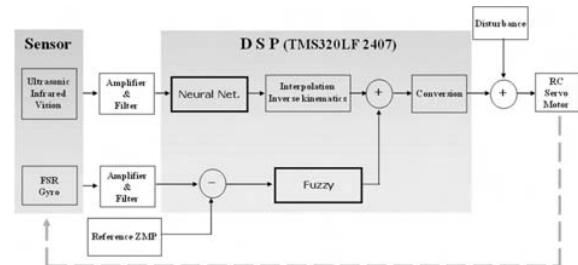 Sensor
D S P (TMS320LF 2407)
Disturbance
Ultrasonic
Infrared
Vision
Amplifier
&
Filter
Neural Net.
Interpolation
Inverse kinematics
+
Conversion
+
RC
Servo
Motor
FSR
Gyro
Amplifier
&
Filter
−
Fuzzy
Reference ZMP